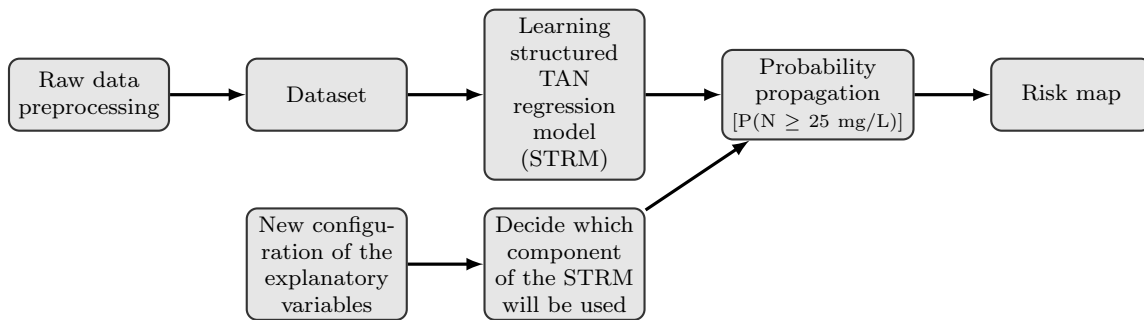 Raw data
preprocessing
Dataset
Learning
structured
TAN
regression
model
(STRM)
Probability
propagation
[P(N ≥ 25 mg/L)]
Risk map
New configu-
ration of the
explanatory
variables
Decide which
component
of the STRM
will be used